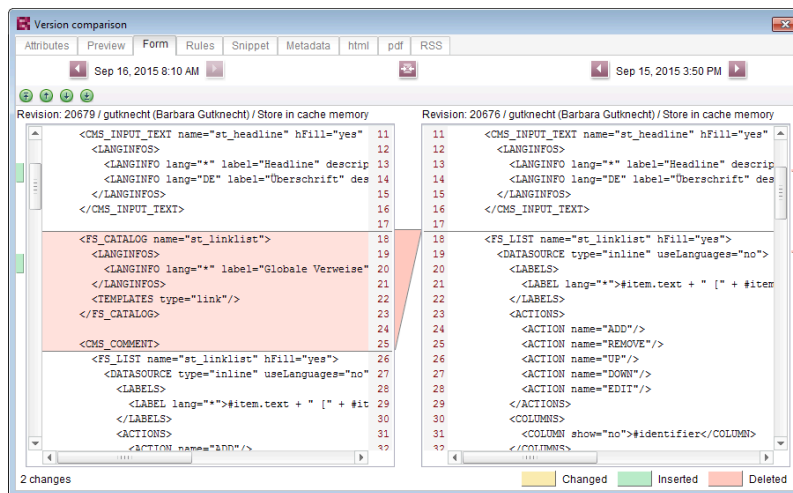 Version comparison
Attributes Preview Form Rules Snippet Metadata html pdf RSS
Sep 16, 2015 8:10 AM Sep 15, 2015 3:50 PM
Revision: 20679 / gutknecht (Barbara Gutknecht) / Store in cache memory
<CMS_INPUT_TEXT name="st_headline" hFill="yes" 11
<LANGINFOS> 12
<LANGINFO lang="*" label="Headline" descrip 13
<LANGINFO lang="DE" label="Überschrift" des 14
</LANGINFOS> 15
</CMS_INPUT_TEXT> 16
17
<FS_CATALOG name="st_linklist"> 18
<LANGINFOS> 19
<LANGINFO lang="*" label="Globale Verweise" 20
</LANGINFOS> 21
<TEMPLATES type="link"/> 22
</FS_CATALOG> 23
24
<CMS_COMMENT> 25
<FS_LIST name="st_linklist" hFill="yes"> 26
<DATASOURCE type="inline" useLanguages="no" 27
<LABELS> 28
<LABEL lang="*">#item.text + " [" + #it 29
</LABELS> 30
<ACTIONS> 31
<ACTION name="ADD"/> 32
Revision: 20676 / gutknecht (Barbara Gutknecht) / Store in cache memory
11 <CMS_INPUT_TEXT name="st_headline" hFill="yes"
12 <LANGINFOS>
13 <LANGINFO lang="*" label="Headline" descrip
14 <LANGINFO lang="DE" label="Überschrift" des
15 </LANGINFOS>
16 </CMS_INPUT_TEXT>
17
18 <FS_LIST name="st_linklist" hFill="yes">
19 <DATASOURCE type="inline" useLanguages="no">
20 <LABELS>
21 <LABEL lang="*">#item.text + " [" + #item
22 </LABELS>
23 <ACTIONS>
24 <ACTION name="ADD"/>
25 <ACTION name="REMOVE"/>
26 <ACTION name="UP"/>
27 <ACTION name="DOWN"/>
28 <ACTION name="EDIT"/>
29 </ACTIONS>
30 <COLUMNS>
31 <COLUMN show="no">#identifier</COLUMN>
32 </COLUMNS>
2 changes Changed Inserted Deleted